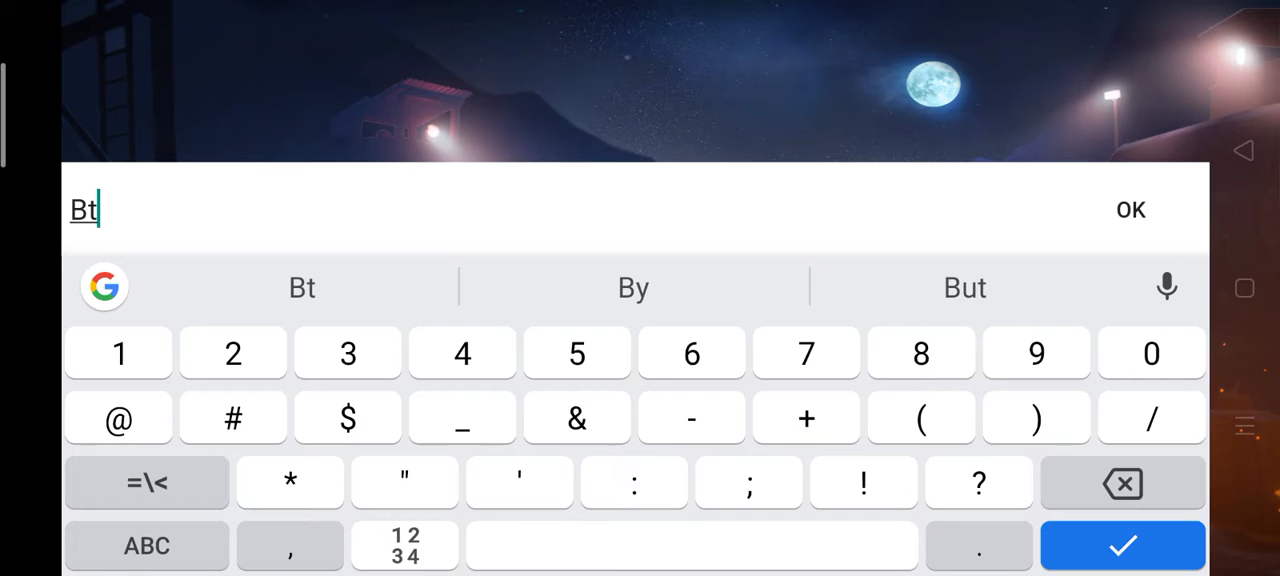 Bt
OK
G Bt By But
1 2 3 4 5 6 7 8 9 0
@ # $ _ & - + ( ) /
=\< * " ' : ; ! ?
ABC , 12 .
34